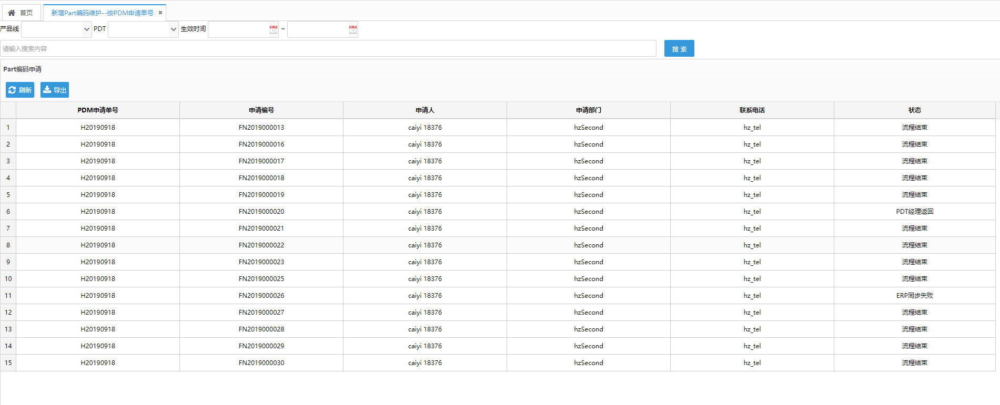 首页 新增Part编码维护--按PDM申请单号 ×
产品线 PDT 生效时间 ~
请输入搜索内容 搜 索
Part编码申请
刷新 导出
PDM申请单号 申请编号 申请人 申请部门 联系电话 状态
1 H20190918 FN2019000013 caiyi 18376 hzSecond hz_tel 流程结束
2 H20190918 FN2019000016 caiyi 18376 hzSecond hz_tel 流程结束
3 H20190918 FN2019000017 caiyi 18376 hzSecond hz_tel 流程结束
4 H20190918 FN2019000018 caiyi 18376 hzSecond hz_tel 流程结束
5 H20190918 FN2019000019 caiyi 18376 hzSecond hz_tel 流程结束
6 H20190918 FN2019000020 caiyi 18376 hzSecond hz_tel PDT经理返回
7 H20190918 FN2019000021 caiyi 18376 hzSecond hz_tel 流程结束
8 H20190918 FN2019000022 caiyi 18376 hzSecond hz_tel 流程结束
9 H20190918 FN2019000023 caiyi 18376 hzSecond hz_tel 流程结束
10 H20190918 FN2019000025 caiyi 18376 hzSecond hz_tel 流程结束
11 H20190918 FN2019000026 caiyi 18376 hzSecond hz_tel ERP同步失败
12 H20190918 FN2019000027 caiyi 18376 hzSecond hz_tel 流程结束
13 H20190918 FN2019000028 caiyi 18376 hzSecond hz_tel 流程结束
14 H20190918 FN2019000029 caiyi 18376 hzSecond hz_tel 流程结束
15 H20190918 FN2019000030 caiyi 18376 hzSecond hz_tel 流程结束